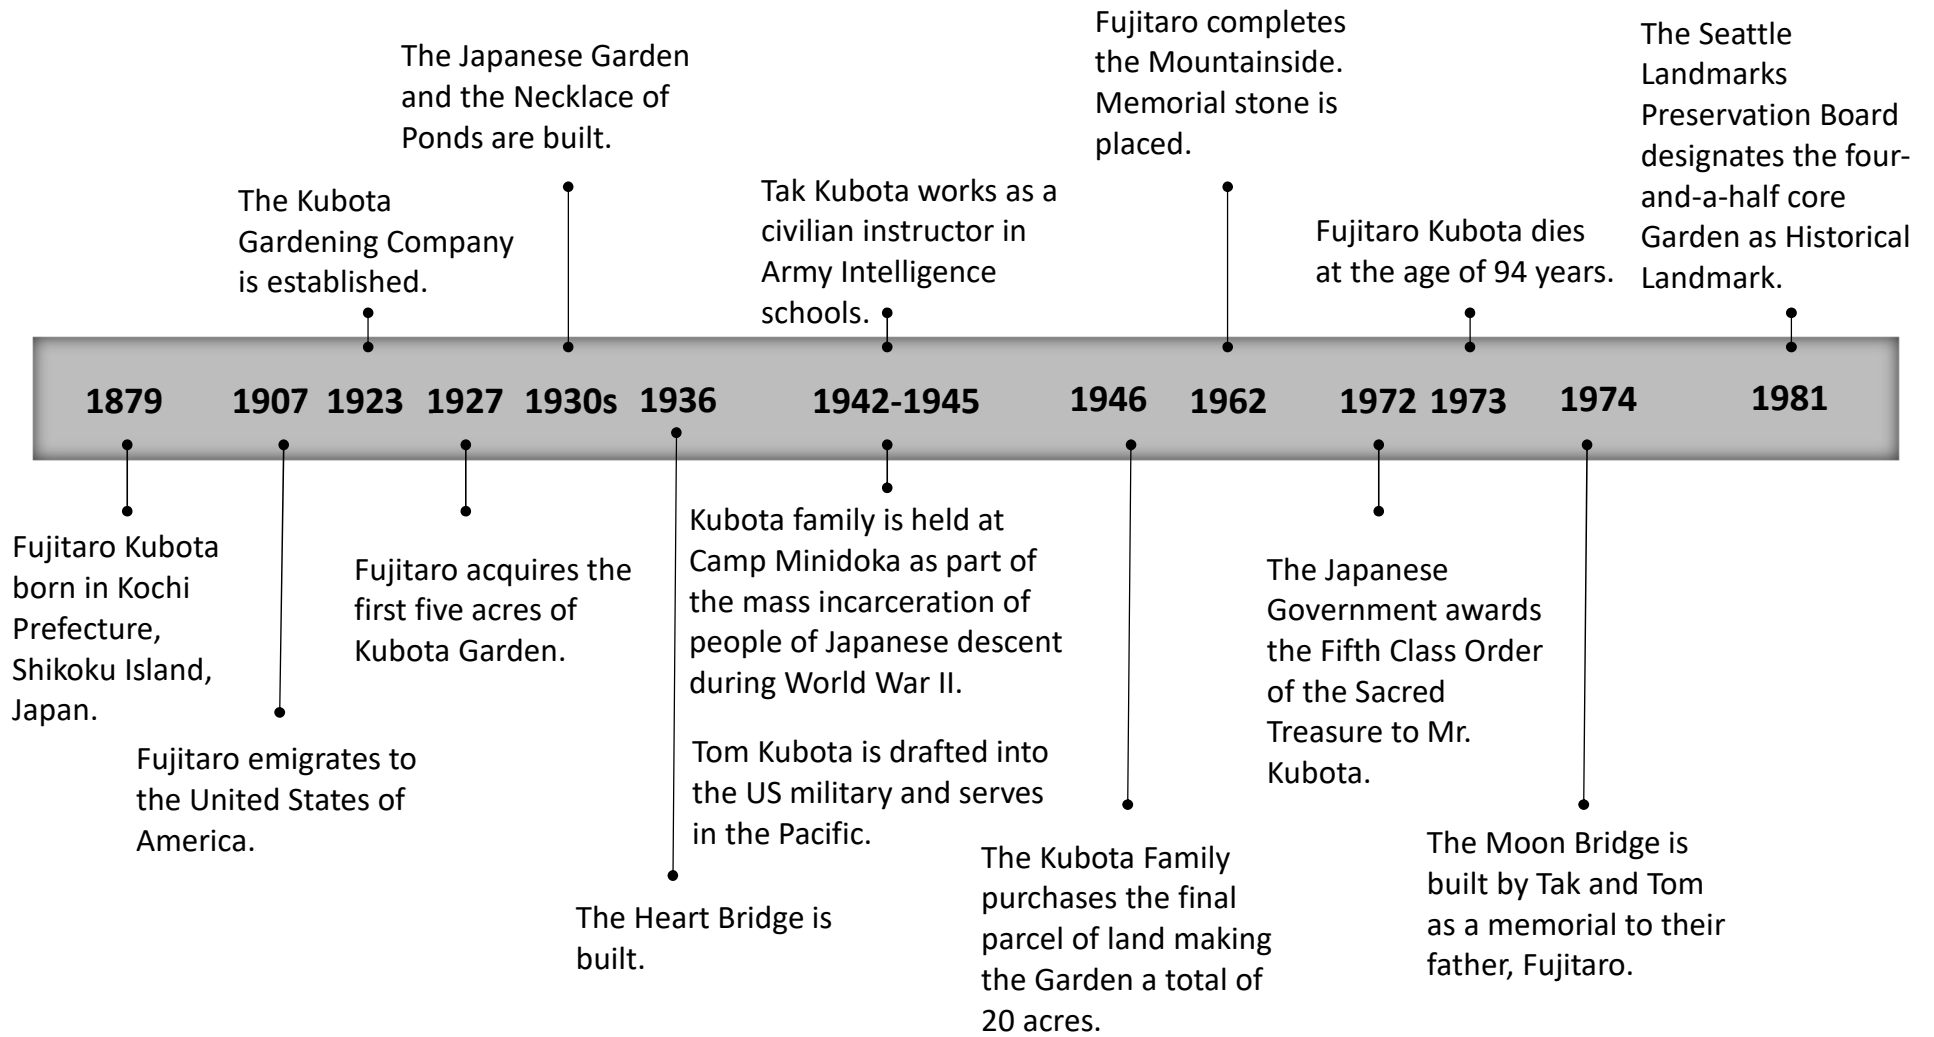 Fujitaro completes
the Mountainside.
Memorial stone is
placed.
The Seattle
Landmarks
Preservation Board
designates the four-
and-a-half core
Garden as Historical
Landmark.
The Japanese Garden
and the Necklace of
Ponds are built.
The Kubota
Gardening Company
is established.
Tak Kubota works as a
civilian instructor in
Army Intelligence
schools.
Fujitaro Kubota dies
at the age of 94 years.
1879 1907 1923 1927 1930s 1936 1942-1945 1946 1962 1972 1973 1974 1981
Fujitaro Kubota
born in Kochi
Prefecture,
Shikoku Island,
Japan.
Fujitaro emigrates to
the United States of
America.
Fujitaro acquires the
first five acres of
Kubota Garden.
The Heart Bridge is
built.
Kubota family is held at
Camp Minidoka as part of
the mass incarceration of
people of Japanese descent
during World War II.
Tom Kubota is drafted into
the US military and serves
in the Pacific.
The Kubota Family
purchases the final
parcel of land making
the Garden a total of
20 acres.
The Japanese
Government awards
the Fifth Class Order
of the Sacred
Treasure to Mr.
Kubota.
The Moon Bridge is
built by Tak and Tom
as a memorial to their
father, Fujitaro.